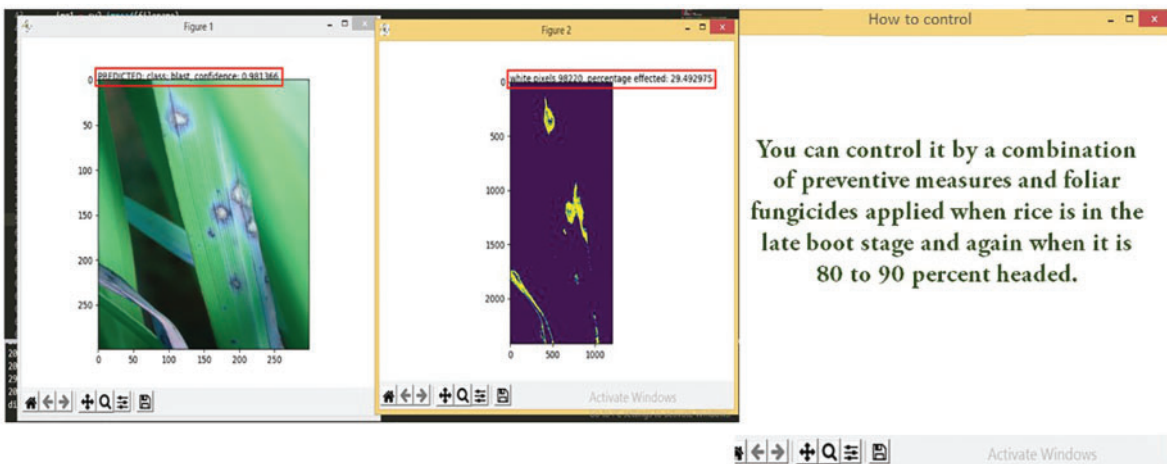 Figure 1
PREDICTED: class: blast, confidence: 0.981366
0
50
100
150
200
250
0 50 100 150 200 250
Figure 2
white pixels 98220, percentage effected: 29.492975
0
500
1000
1500
2000
0 500 1000
Activate Windows
How to control
You can control it by a combination
of preventive measures and foliar
fungicides applied when rice is in the
late boot stage and again when it is
80 to 90 percent headed.
Activate Windows